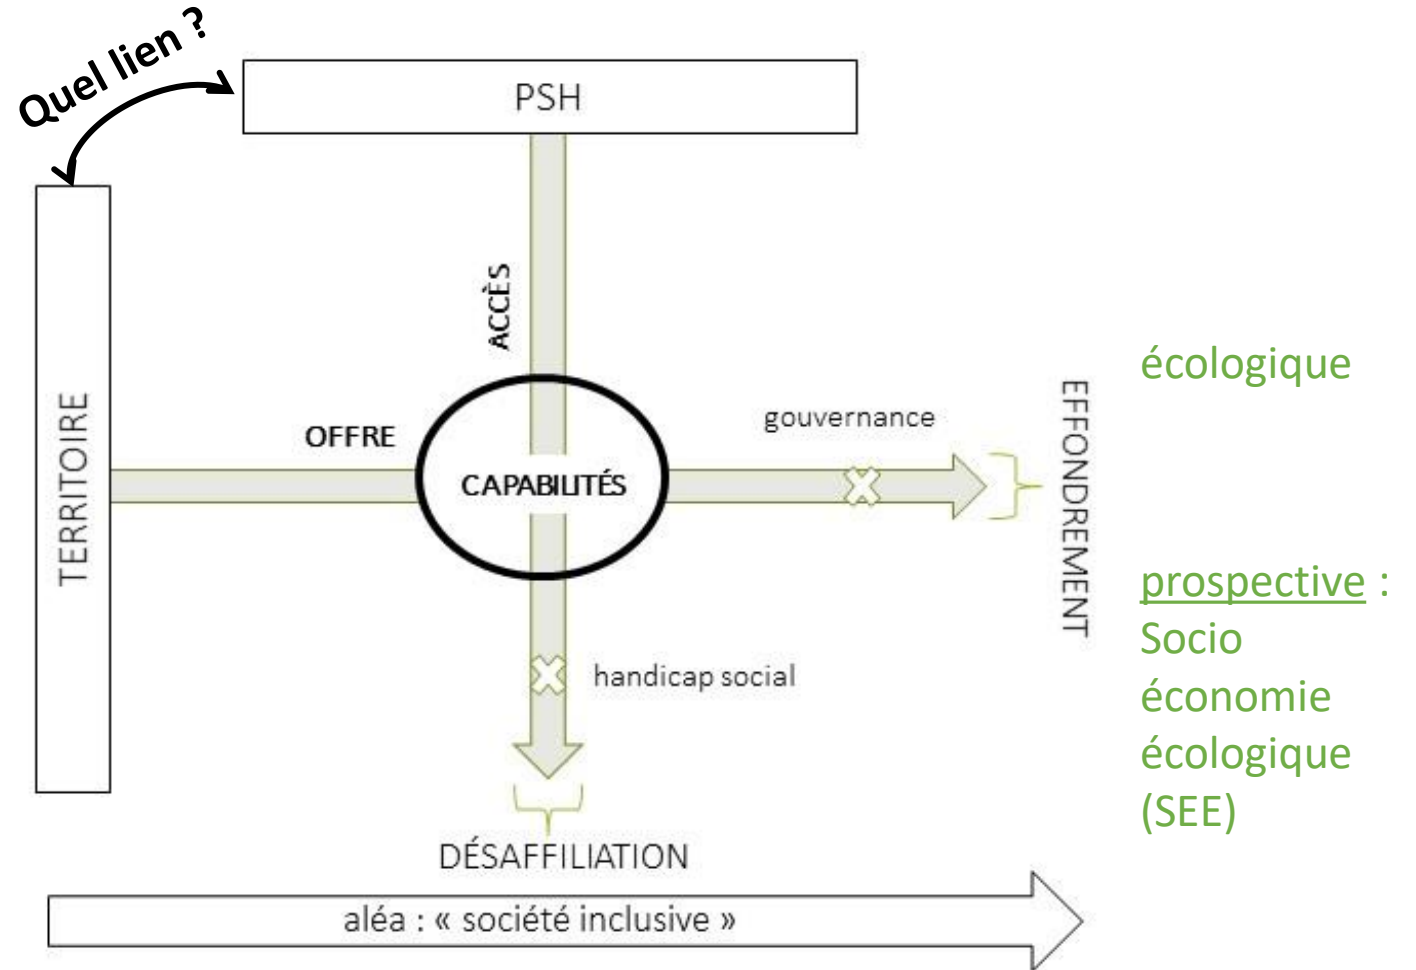 Quel lien ?
PSH
ACCÈS
écologique
TERRITOIRE
OFFRE
gouvernance
EFFONDREMENT
CAPABILITÉS
prospective :
Socio
économie
écologique
(SEE)
handicap social
DÉSAFFILIATION
aléa : « société inclusive »